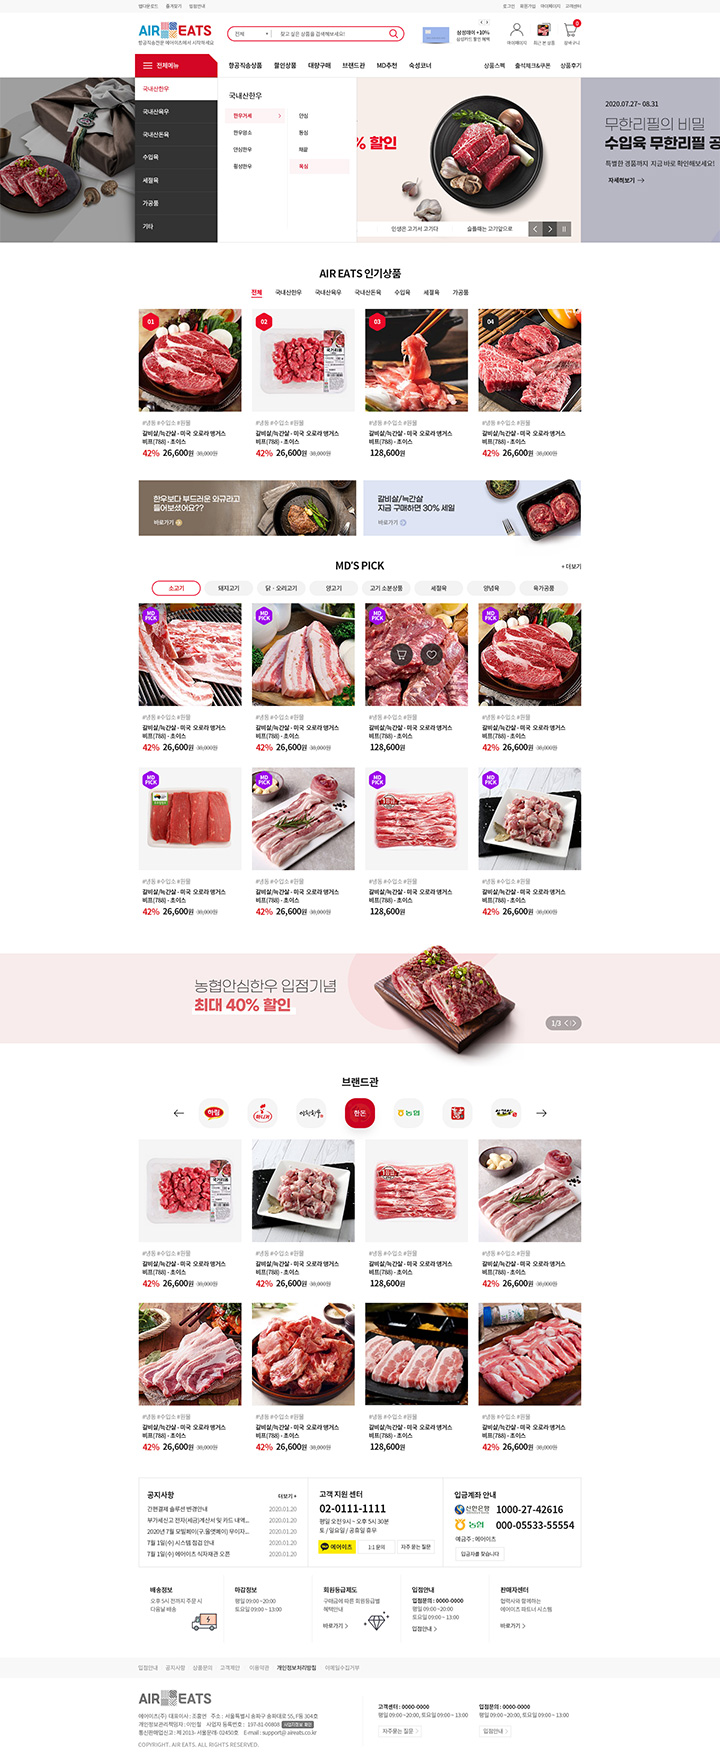 로그인 회원가입 마이페이지 고객센터
AIR EATS
항공직송전문 에어이츠에서 시작하세요
전체
찾고 싶은 상품을 검색해보세요!
삼성페이 +10%
마이페이지
최근 본 상품
장바구니
0
전체메뉴
항공직송상품 할인상품 대량구매 브랜드관 MD추천 숙성코너
상품스펙 출석체크&쿠폰 상품후기
국내산한우
국내산육우
국내산돈육
수입육
세절육
가공품
기타
국내산한우
한우거세
한우암소
안심한우
횡성한우
안심
등심
채끝
목심
% 할인
인생은 고기서 고기다
슬플때는 고기앞으로
2020.07.27~ 08.31
무한리필의 비밀
수입육 무한리필 공
특별한 경품까지 지금 바로 확인해보세요!
자세히보기
AIR EATS 인기상품
전체 국내산한우 국내산육우 국내산돈육 수입육 세절육 가공품
01
02
03
04
#냉동 #수입소 #원물
갈비살/늑간살 - 미국 오로라 앵거스
비프(788) - 초이스
42% 26,600원 38,000원
#냉동 #수입소 #원물
갈비살/늑간살 - 미국 오로라 앵거스
비프(788) - 초이스
42% 26,600원 38,000원
#냉동 #수입소 #원물
갈비살/늑간살 - 미국 오로라 앵거스
비프(788) - 초이스
128,600원
#냉동 #수입소 #원물
갈비살/늑간살 - 미국 오로라 앵거스
비프(788) - 초이스
42% 26,600원 38,000원
한우보다 부드러운 와규라고
들어보셨어요??
바로가기
갈비살/늑간살
지금 구매하면 30% 세일
바로가기
MD'S PICK
+ 더보기
소고기 돼지고기 닭 · 오리고기 양고기 고기 소분상품 세절육 양념육 육가공품
MD PICK
MD PICK
MD PICK
MD PICK
#냉동 #수입소 #원물
갈비살/늑간살 - 미국 오로라 앵거스
비프(788) - 초이스
42% 26,600원 38,000원
#냉동 #수입소 #원물
갈비살/늑간살 - 미국 오로라 앵거스
비프(788) - 초이스
42% 26,600원 38,000원
#냉동 #수입소 #원물
갈비살/늑간살 - 미국 오로라 앵거스
비프(788) - 초이스
128,600원
#냉동 #수입소 #원물
갈비살/늑간살 - 미국 오로라 앵거스
비프(788) - 초이스
42% 26,600원 38,000원
MD PICK
MD PICK
MD PICK
MD PICK
#냉동 #수입소 #원물
갈비살/늑간살 - 미국 오로라 앵거스
비프(788) - 초이스
42% 26,600원 38,000원
#냉동 #수입소 #원물
갈비살/늑간살 - 미국 오로라 앵거스
비프(788) - 초이스
42% 26,600원 38,000원
#냉동 #수입소 #원물
갈비살/늑간살 - 미국 오로라 앵거스
비프(788) - 초이스
128,600원
#냉동 #수입소 #원물
갈비살/늑간살 - 미국 오로라 앵거스
비프(788) - 초이스
42% 26,600원 38,000원
농협안심한우 입점기념
최대 40% 할인
1/3
브랜드관
하림
한돈
농협
#냉동 #수입소 #원물
갈비살/늑간살 - 미국 오로라 앵거스
비프(788) - 초이스
42% 26,600원 38,000원
#냉동 #수입소 #원물
갈비살/늑간살 - 미국 오로라 앵거스
비프(788) - 초이스
42% 26,600원 38,000원
#냉동 #수입소 #원물
갈비살/늑간살 - 미국 오로라 앵거스
비프(788) - 초이스
128,600원
#냉동 #수입소 #원물
갈비살/늑간살 - 미국 오로라 앵거스
비프(788) - 초이스
42% 26,600원 38,000원
#냉동 #수입소 #원물
갈비살/늑간살 - 미국 오로라 앵거스
비프(788) - 초이스
42% 26,600원 38,000원
#냉동 #수입소 #원물
갈비살/늑간살 - 미국 오로라 앵거스
비프(788) - 초이스
42% 26,600원 38,000원
#냉동 #수입소 #원물
갈비살/늑간살 - 미국 오로라 앵거스
비프(788) - 초이스
128,600원
#냉동 #수입소 #원물
갈비살/늑간살 - 미국 오로라 앵거스
비프(788) - 초이스
42% 26,600원 38,000원
공지사항
더보기 +
간편결제 솔루션 변경안내 2020.01.20
부가세신고 전자(세금)계산서 및 카드 내역... 2020.01.20
2020년 7월 모빌페이(구.올앳페이) 무이자... 2020.01.20
7월 1일(수) 시스템 점검 안내 2020.01.20
7월 1일(수) 에어이츠 식자재관 오픈 2020.01.20
고객 지원 센터
02-0111-1111
평일 오전 9시 ~ 오후 5시 30분
토 / 일요일 / 공휴일 휴무
에어이츠
1:1 문의
자주 묻는 질문
입금계좌 안내
신한은행 1000-27-42616
농협 000-05533-55554
예금주 : 에어이츠
입금자를 찾습니다
배송정보
오후 5시 전까지 주문 시
다음날 배송
마감정보
평일 09:00 ~20:00
토요일 09:00 ~ 13:00
회원등급제도
구매금에 따른 회원등급별
혜택안내
바로가기
입점안내
입점문의 : 0000-0000
평일 09:00 ~20:00
토요일 09:00 ~ 13:00
입점안내
판매자센터
협력사와 함께하는
에어이츠 파트너 시스템
바로가기
입점안내 공지사항 상품문의 고객제안 이용약관 개인정보처리방침 이메일수집거부
AIR EATS
에어이츠(주) 대표이사 : 조홍연 주소 : 서울특별시 송파구 송파대로 55, F동 304호
개인정보관리책임자 : 이민철 사업자 등록번호 : 197-81-00808 사업자정보 확인
통신판매업신고 : 제 2013- 서울문래- 02450호 E-mail : support@aireats.co.kr
COPYRIGHT. AIR EATS. ALL RIGHTS RESERVED.
고객센터 : 0000-0000
평일 09:00 ~20:00, 토요일 09:00 ~ 13:00
자주묻는 질문
입점문의 : 0000-0000
평일 09:00 ~20:00, 토요일 09:00 ~ 13:00
입점안내